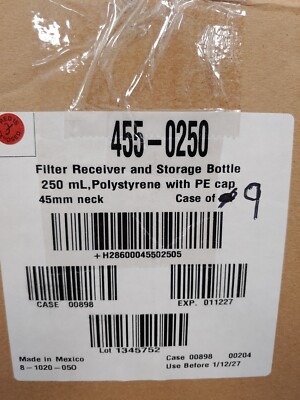 455-0250
Filter Receiver and Storage Bottle
250 mL,Polystyrene with PE cap
45mm neck Case of 9
+H28600045502505
CASE 00898 EXP. 011227
Lot 1345752
Made in Mexico Case 00898 00204
8-1020-050 Use Before 1/12/27